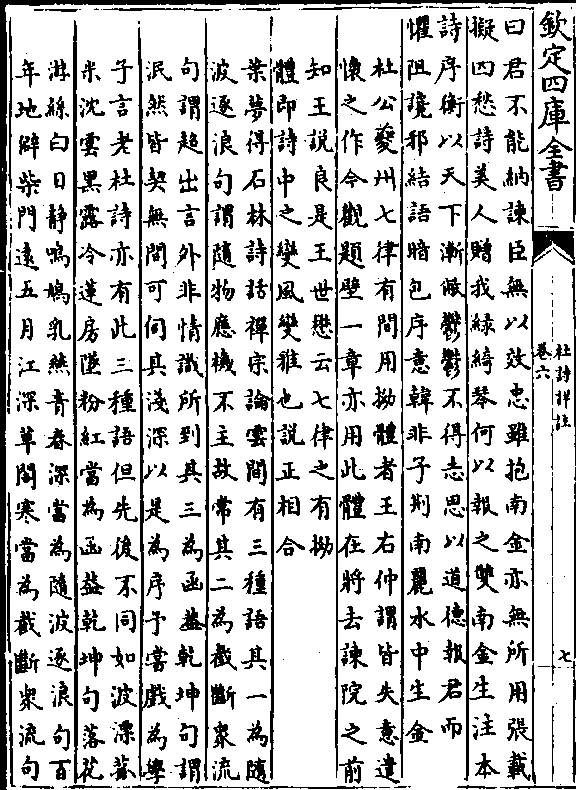 欽定四庫全書
杜詩詳註
卷六
七
曰君不能納諫臣無以效忠雖抱南金亦無所用張載
擬四愁詩美人贈我綠綺琴何以報之雙南金生注本
詩序衡以天下漸𡚁鬱鬱不得志思以道德報君而
懼阻讒邪結語暗包序意韓非子荆南麗水中生金
杜公夔州七律有間用拗體者王右仲謂皆失意遣
懷之作今觀題壁一章亦用此體在將去諫院之前
知王説良是王世懋云七律之有拗
體即詩中之變風變雅也説正相合
葉夢得石林詩話禪宗論雲間有三種語其一為隨
波逐浪句謂隨物應機不主故常其二為截斷衆流
句謂超出言外非情識所到其三為函葢乾坤句謂
泯然皆契無間可伺其淺深以是為序予嘗戲為學
子言老杜詩亦有此三種語但先後不同如波漂菰
米沈雲黑露冷蓮房墜粉紅當為函葢乾坤句落花
游絲白日静鳴鳩乳燕青春深當為隨波逐浪句百
年地僻柴門遠五月江深草閣寒當為截斷衆流句